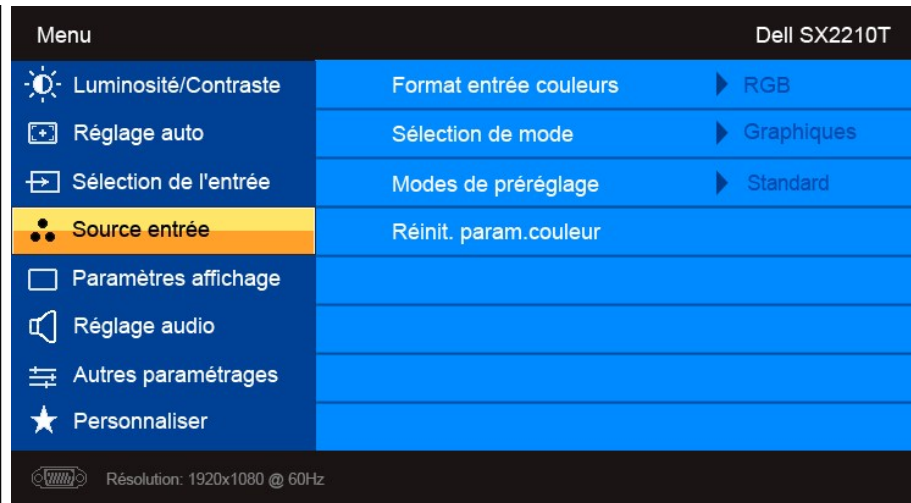 Menu Dell SX2210T
Luminosité/Contraste Format entrée couleurs RGB
Réglage auto Sélection de mode Graphiques
Sélection de l'entrée Modes de préréglage Standard
Source entrée Réinit. param.couleur
Paramètres affichage
Réglage audio
Autres paramétrages
Personnaliser
Résolution: 1920x1080 @ 60Hz